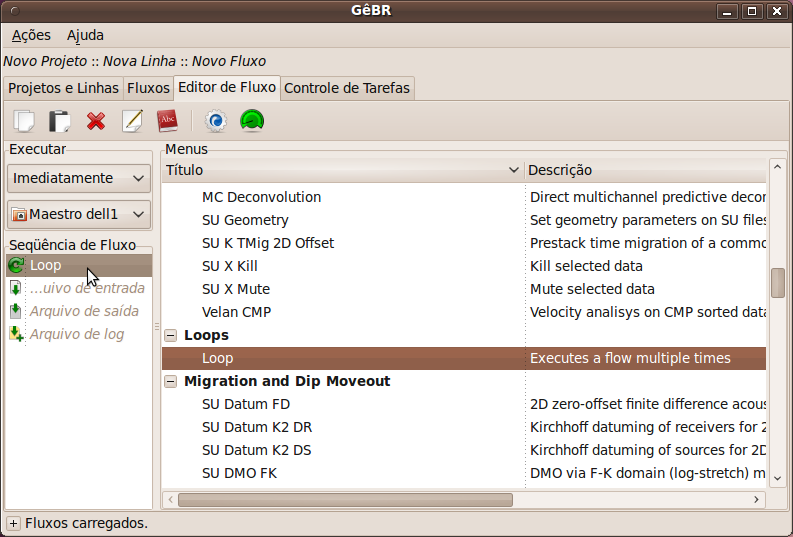 GêBR
Ações Ajuda
Novo Projeto :: Nova Linha :: Novo Fluxo
Projetos e Linhas Fluxos Editor de Fluxo Controle de Tarefas
Abc
Executar
Imediatamente
Maestro dell1
Seqüência de Fluxo
Loop
...uivo de entrada
Arquivo de saída
Arquivo de log
Menus
Título Descrição
MC Deconvolution Direct multichannel predictive decon
SU Geometry Set geometry parameters on SU files
SU K TMig 2D Offset Prestack time migration of a commo
SU X Kill Kill selected data
SU X Mute Mute selected data
Velan CMP Velocity analisys on CMP sorted data
Loops
Loop Executes a flow multiple times
Migration and Dip Moveout
SU Datum FD 2D zero-offset finite difference acous
SU Datum K2 DR Kirchhoff datuming of receivers for 2
SU Datum K2 DS Kirchhoff datuming of sources for 2D
SU DMO FK DMO via F-K domain (log-stretch) m
Fluxos carregados.